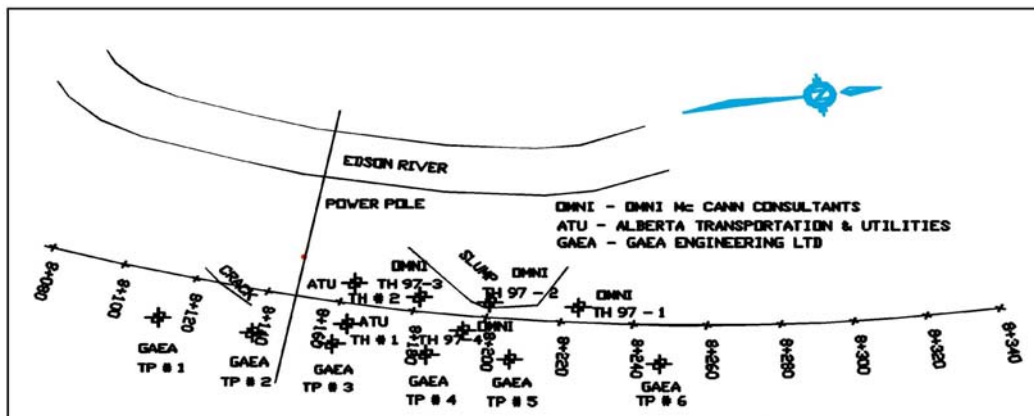 EDSON RIVER
POWER POLE
OMNI - OMNI Mc CANN CONSULTANTS
ATU - ALBERTA TRANSPORTATION & UTILITIES
GAEA - GAEA ENGINEERING LTD
N
CRACK
SLUMP
ATU
TH # 2
OMNI
TH 97-3
OMNI
TH 97 - 2
OMNI
TH 97 - 1
ATU
TH # 1
OMNI
TH 97-4
8+080
8+100
8+120
8+140
8+160
8+180
8+200
8+220
8+240
8+260
8+280
8+300
8+320
8+340
GAEA
TP # 1
GAEA
TP # 2
GAEA
TP # 3
GAEA
TP # 4
GAEA
TP # 5
GAEA
TP # 6